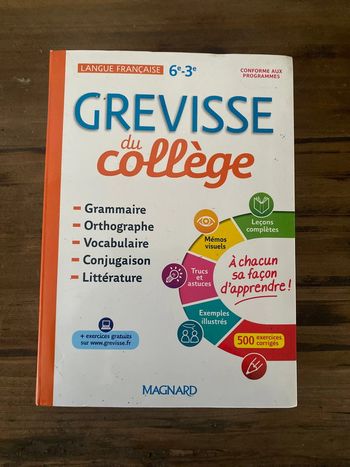 LANGUE FRANÇAISE 6e-3e
CONFORME AUX
PROGRAMMES
GREVISSE
du
collège
- Grammaire
- Orthographe
- Vocabulaire
- Conjugaison
- Littérature
Leçons
complètes
Mémos
visuels
Trucs et
astuces
Exemples
illustrés
500 exercices
corrigés
À chacun
sa façon
d'apprendre !
+ exercices gratuits
sur www.grevisse.fr
MAGNARD